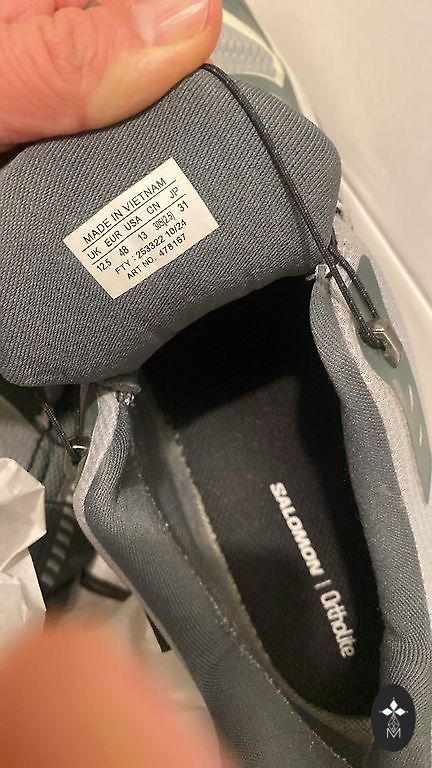 MADE IN VIETNAM
UK EUR USA CN JP
12.5 48 13 305(2.5) 31
FTY : 253322 10/24
ART NO. 478167
SALOMON | Ortholite
M